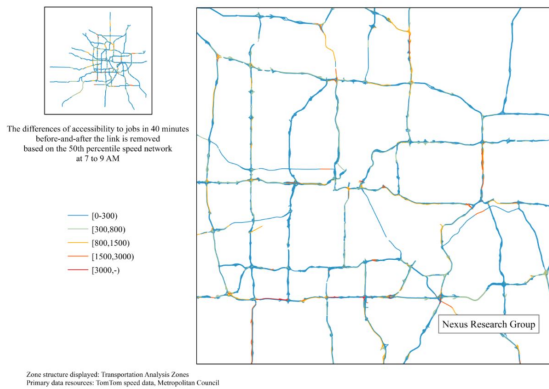 The differences of accessibility to jobs in 40 minutes
before-and-after the link is removed
based on the 50th percentile speed network
at 7 to 9 AM
[0-300)
[300,800)
[800,1500)
[1500,3000)
[3000,-)
Nexus Research Group
Zone structure displayed: Transportation Analysis Zones
Primary data resources: TomTom speed data, Metropolitan Council